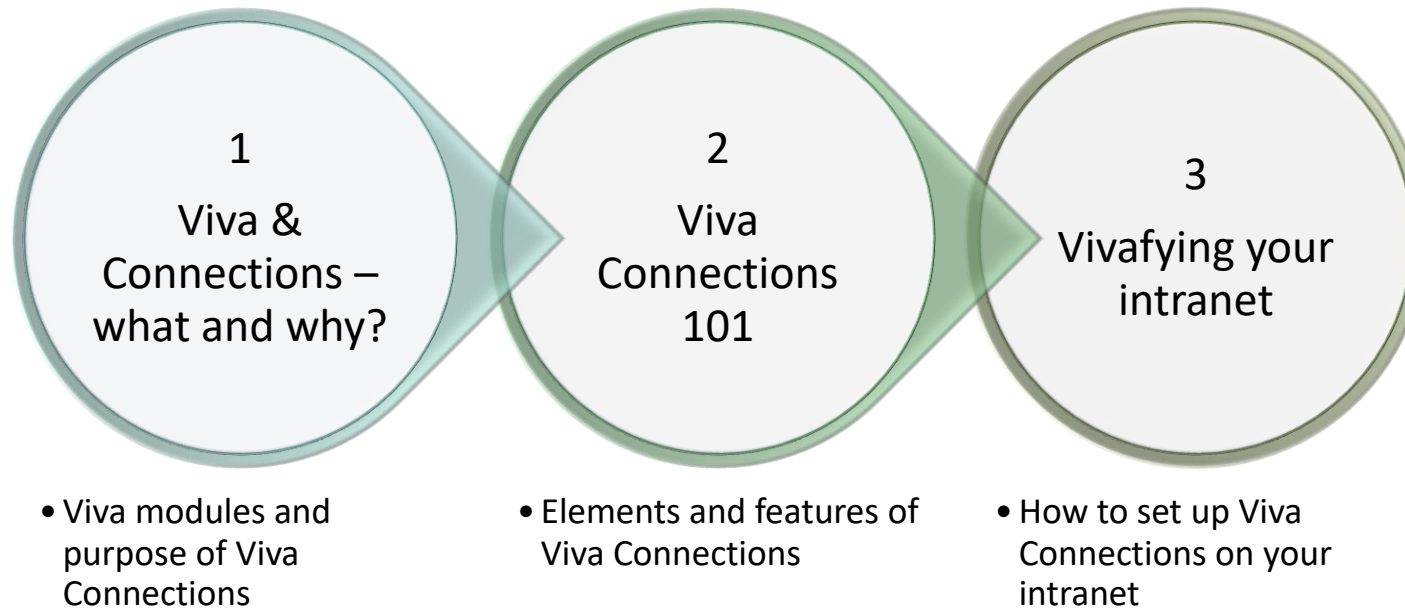 1
Viva &
Connections –
what and why?
• Viva modules and
purpose of Viva
Connections
2
Viva
Connections
101
• Elements and features of
Viva Connections
3
Vivafying your
intranet
• How to set up Viva
Connections on your
intranet